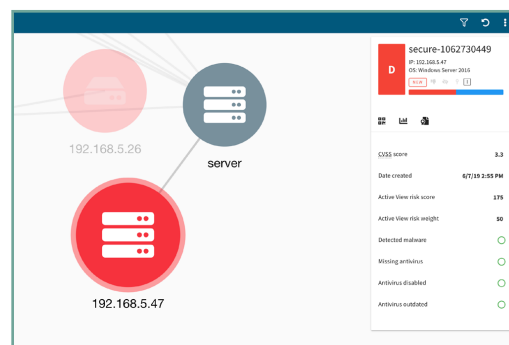 secure-1062730449
IP: 192.168.5.47
OS: Windows Server 2016
D
NEW
192.168.5.26
server
192.168.5.47
CVSS score 3.3
Date created 6/7/19 2:55 PM
Active View risk score 175
Active View risk weight 50
Detected malware
Missing antivirus
Antivirus disabled
Antivirus outdated